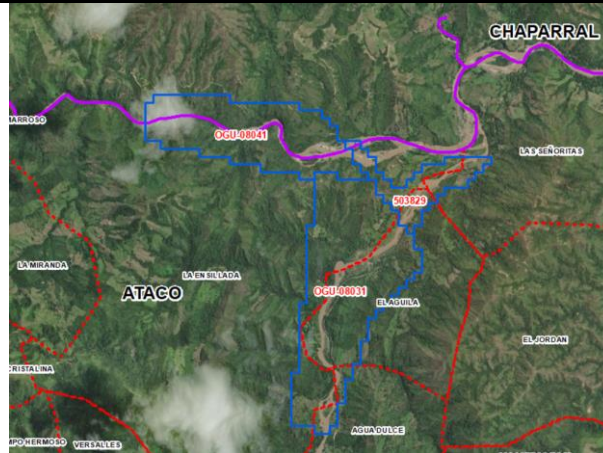 CHAPARRAL
MARROSO
OGU-08041
LAS SEÑORITAS
503829
LA MIRANDA
LA ENSILLADA
ATACO
OGU-08031
EL AGUILA
EL JORDAN
CRISTALINA
AGUA DULCE
MPO HERMOSO
VERSALLES